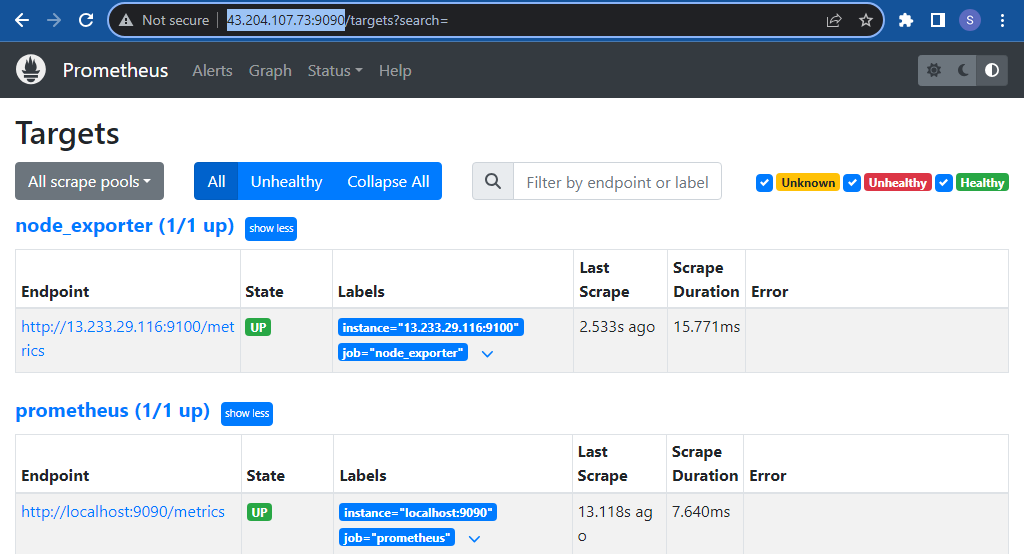 Not secure 43.204.107.73:9090/targets?search= S
Prometheus Alerts Graph Status Help
Targets
All scrape pools All Unhealthy Collapse All Filter by endpoint or label Unknown Unhealthy Healthy
node_exporter (1/1 up) show less
Endpoint State Labels Last Scrape Scrape Duration Error
http://13.233.29.116:9100/met
rics
UP
instance="13.233.29.116:9100"
job="node_exporter"
2.533s ago 15.771ms
prometheus (1/1 up) show less
Endpoint State Labels Last Scrape Scrape Duration Error
http://localhost:9090/metrics UP
instance="localhost:9090"
job="prometheus"
13.118s ag
o
7.640ms